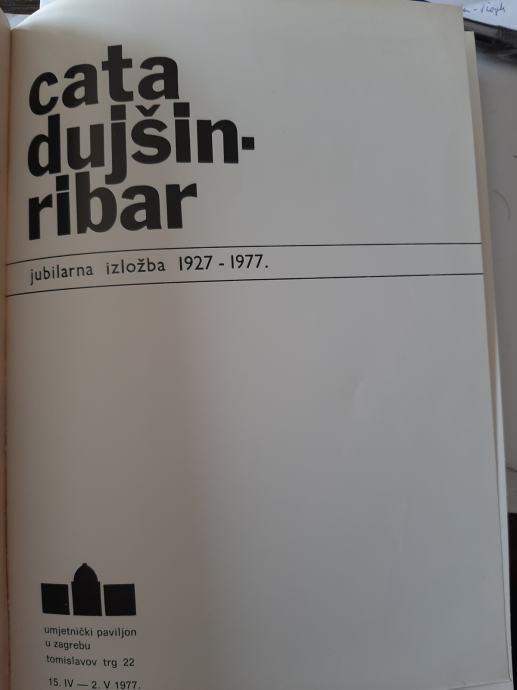 cata
dujšin-
ribar
jubilarna izložba 1927 - 1977.
umjetnički paviljon
u zagrebu
tomislavov trg 22
15. IV — 2. V 1977.